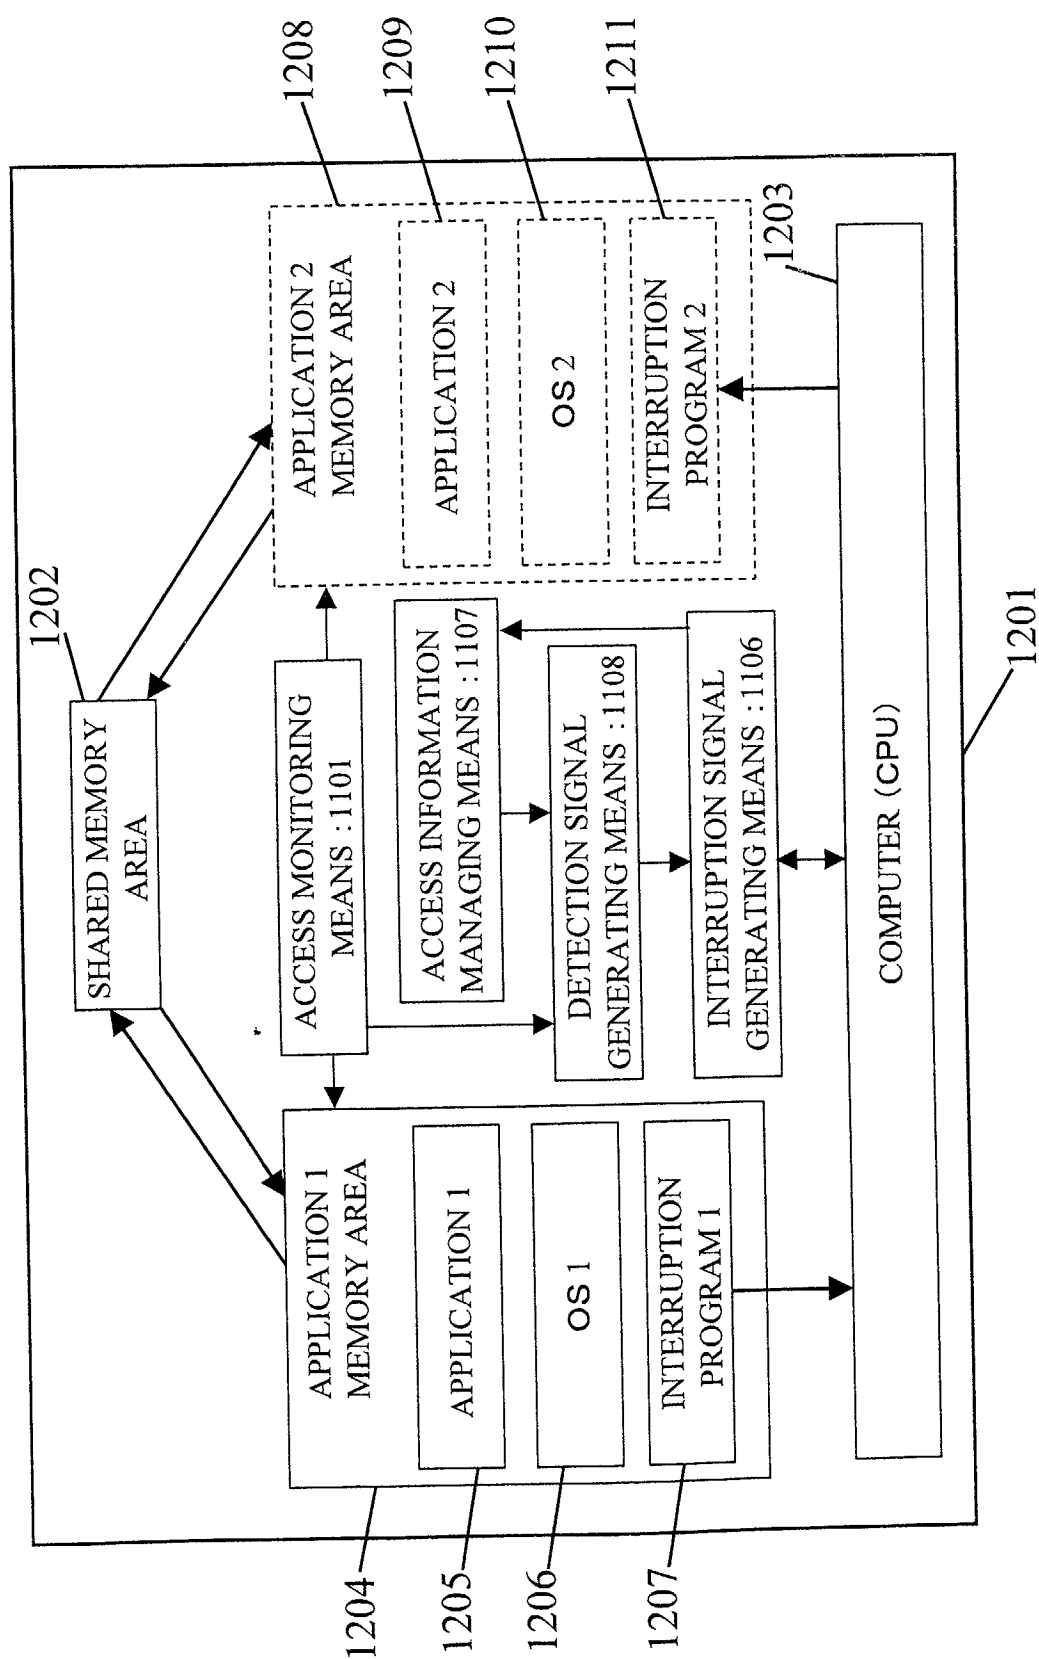 1202
SHARED MEMORY
AREA
1204
APPLICATION 1
MEMORY AREA
1205
APPLICATION 1
1206
OS 1
1207
INTERRUPTION
PROGRAM 1
ACCESS MONITORING
MEANS : 1101
ACCESS INFORMATION
MANAGING MEANS : 1107
DETECTION SIGNAL
GENERATING MEANS : 1108
INTERRUPTION SIGNAL
GENERATING MEANS : 1106
1208
APPLICATION 2
MEMORY AREA
1209
APPLICATION 2
1210
OS 2
1211
INTERRUPTION
PROGRAM 2
1203
COMPUTER (CPU)
1201